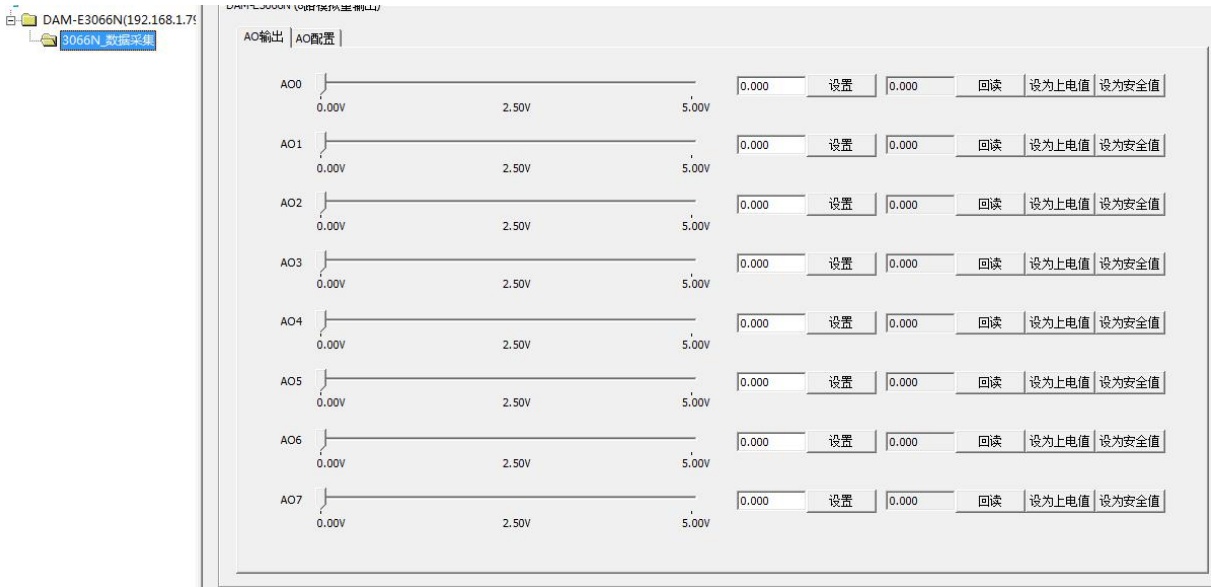 DAM-E3066N (8路模拟量输出)
DAM-E3066N(192.168.1.79
3066N_数据采集
AO输出 AO配置
AO0 0.000 设置 0.000 回读 设为上电值 设为安全值
0.00V 2.50V 5.00V
AO1 0.000 设置 0.000 回读 设为上电值 设为安全值
0.00V 2.50V 5.00V
AO2 0.000 设置 0.000 回读 设为上电值 设为安全值
0.00V 2.50V 5.00V
AO3 0.000 设置 0.000 回读 设为上电值 设为安全值
0.00V 2.50V 5.00V
AO4 0.000 设置 0.000 回读 设为上电值 设为安全值
0.00V 2.50V 5.00V
AO5 0.000 设置 0.000 回读 设为上电值 设为安全值
0.00V 2.50V 5.00V
AO6 0.000 设置 0.000 回读 设为上电值 设为安全值
0.00V 2.50V 5.00V
AO7 0.000 设置 0.000 回读 设为上电值 设为安全值
0.00V 2.50V 5.00V